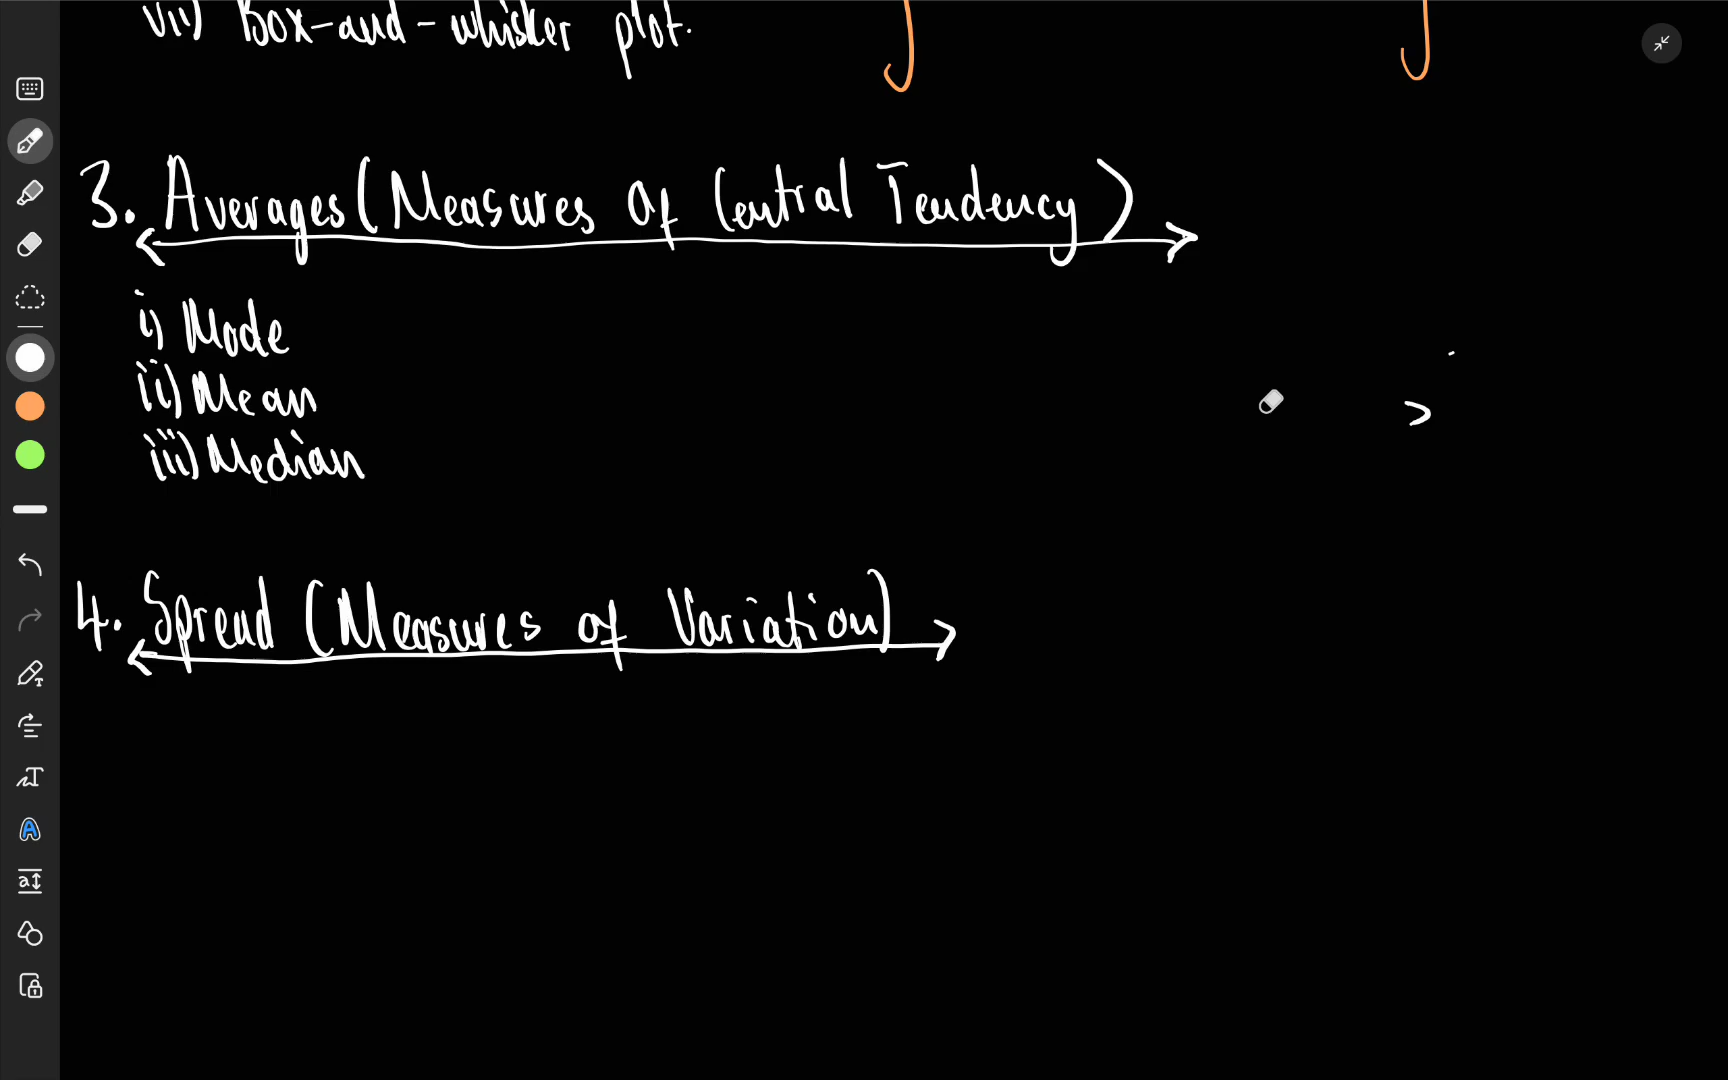 vii) Box-and-whisker plot.
3. Averages (Measures Of Central Tendency)
i) Mode
ii) Mean
iii) Median
4. Spread (Measures of Variation)